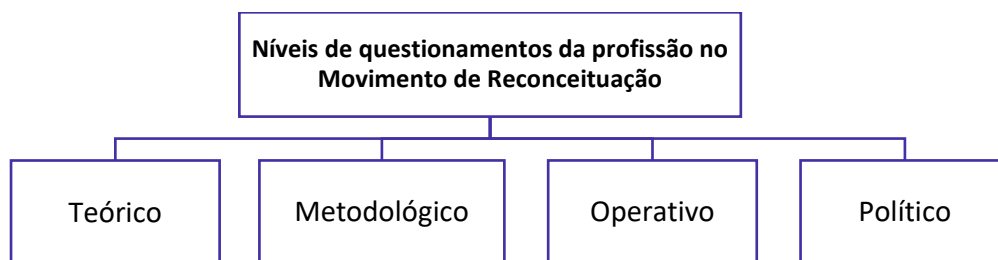 Níveis de questionamentos da profissão no
Movimento de Reconceituação
Teórico
Metodológico
Operativo
Político